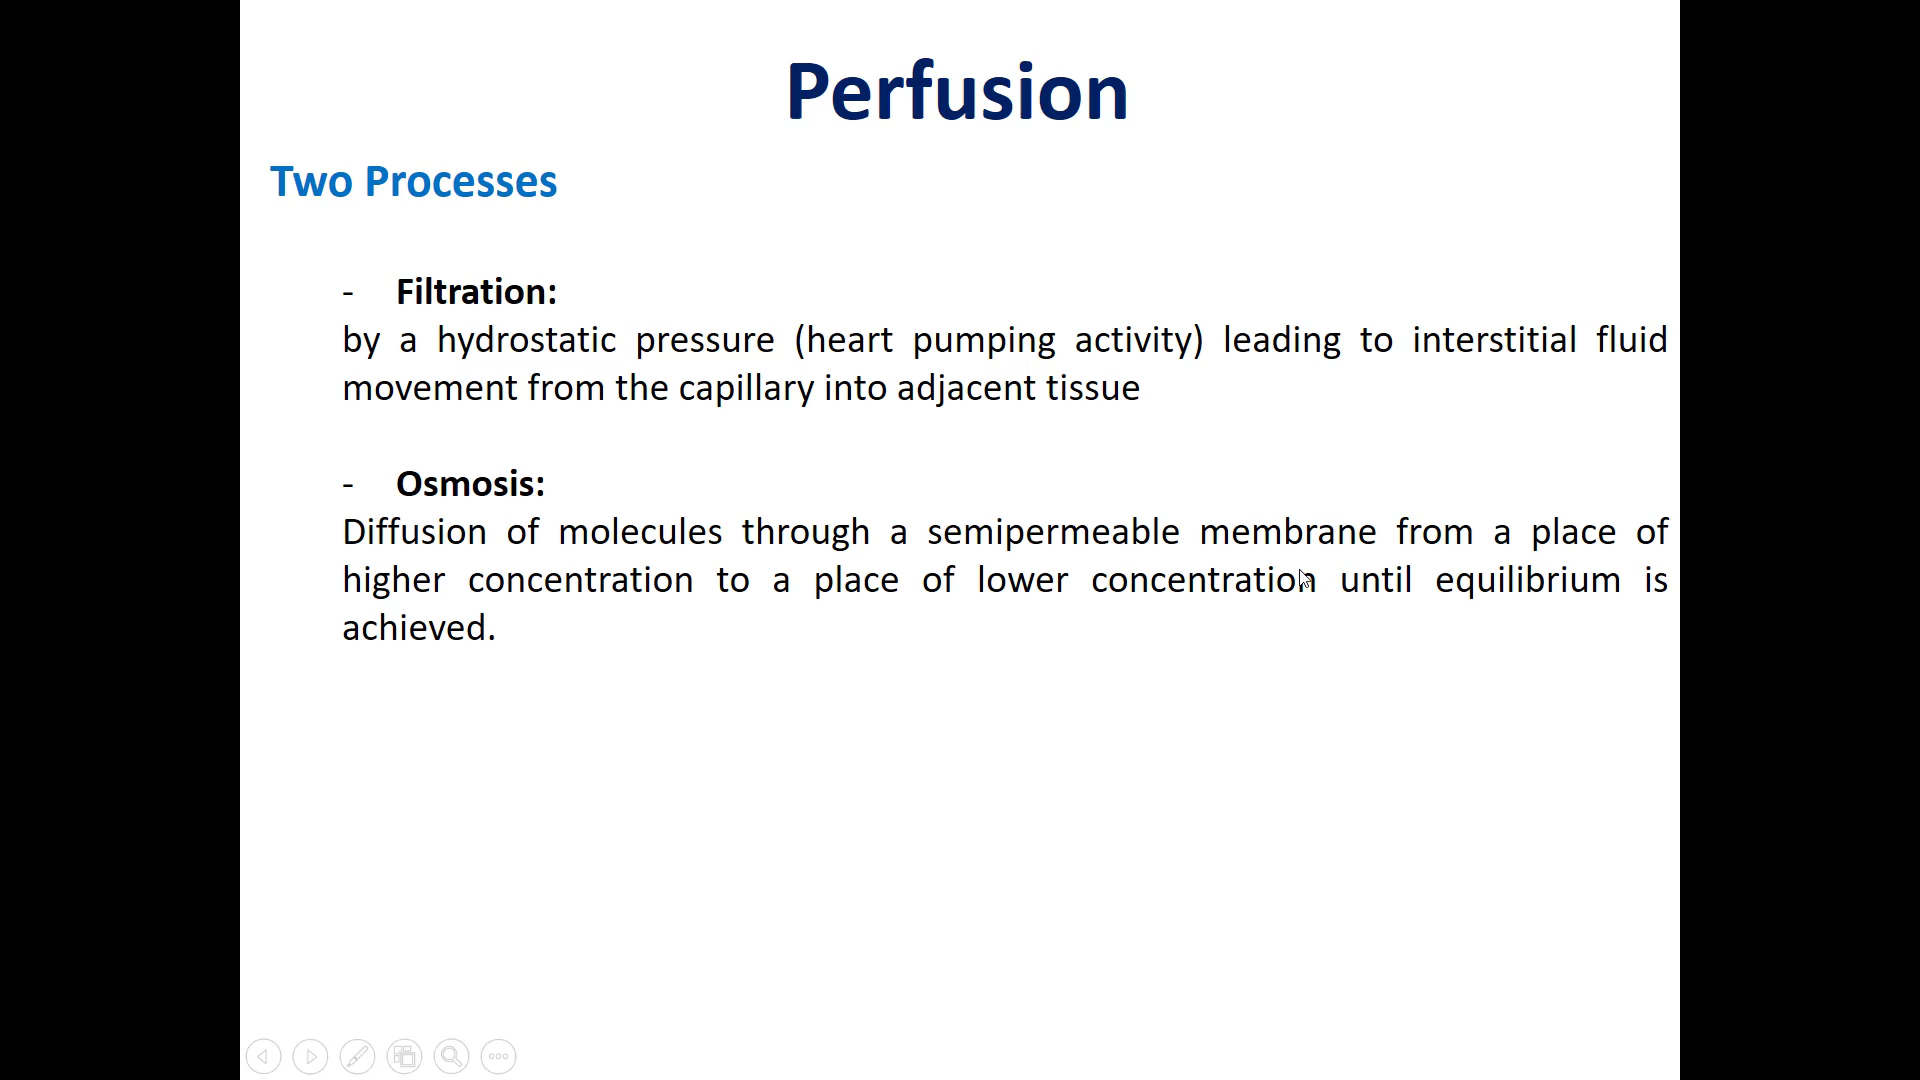 Perfusion
Two Processes
- Filtration:
by a hydrostatic pressure (heart pumping activity) leading to interstitial fluid
movement from the capillary into adjacent tissue
- Osmosis:
Diffusion of molecules through a semipermeable membrane from a place of
higher concentration to a place of lower concentration until equilibrium is
achieved.